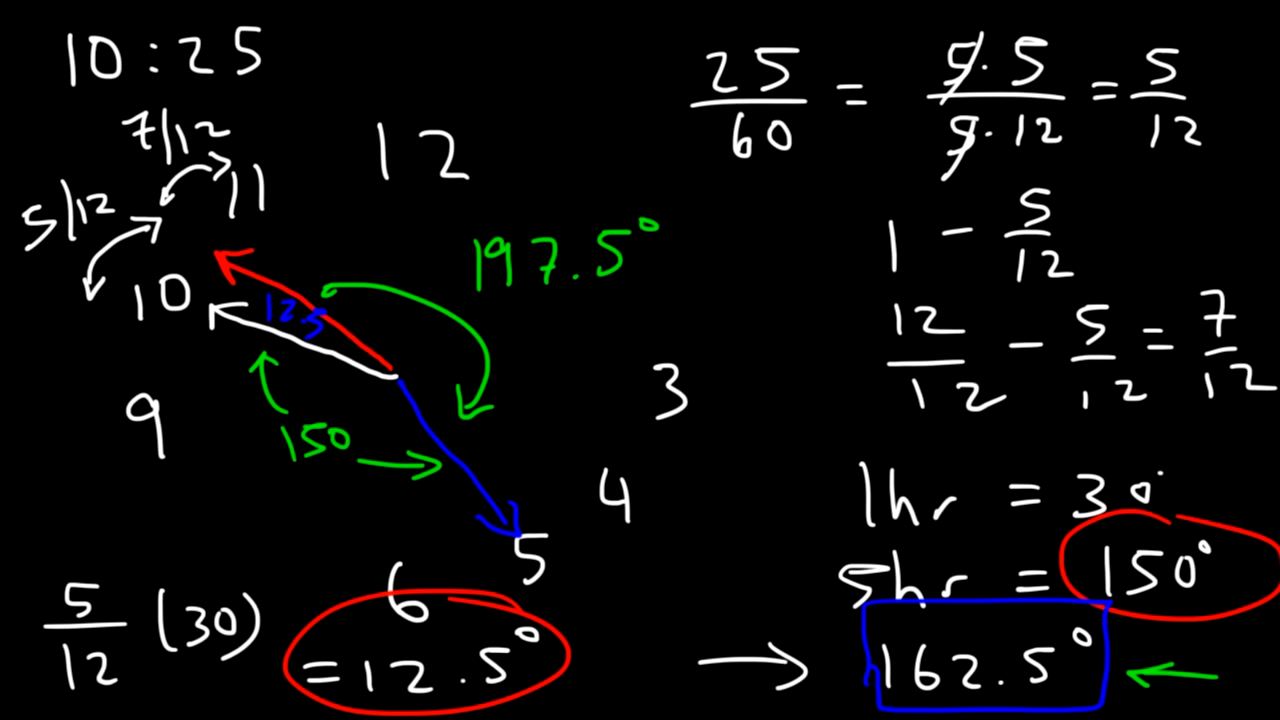 10:25
7/12
5/12
11
12
10
12.5
197.5°
150
9
3
4
5
6
5/12 (30) = 12.5°
25/60 = 5·5/5·12 = 5/12
1 - 5/12
12/12 - 5/12 = 7/12
1hr = 30°
5hr = 150°
→ 162.5° ←